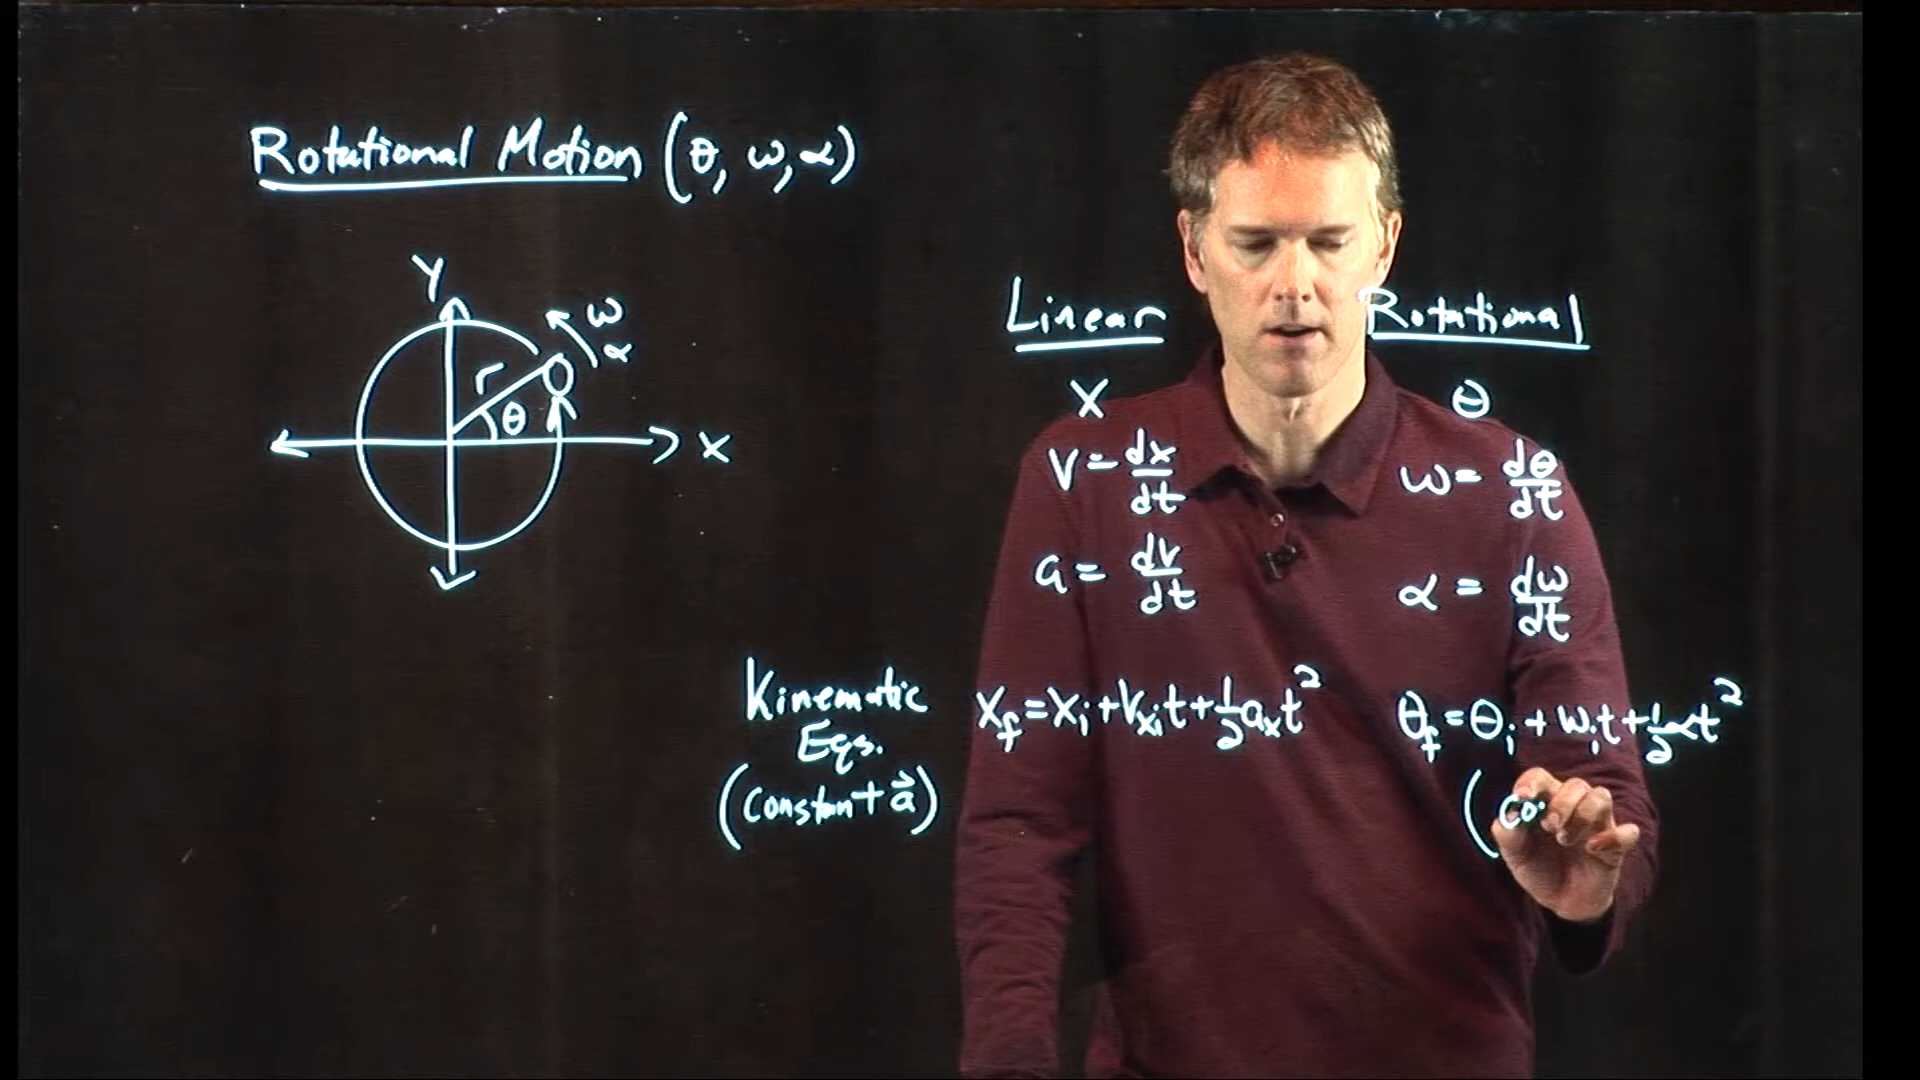 Rotational Motion (θ, ω, α)
Y
ω
α
r
θ
X
Linear Rotational
X θ
V = dx/dt ω = dθ/dt
a = dv/dt α = dω/dt
Kinematic Eqs. (constant a⃗)
X_f = X_i + V_xi t + ½ a_x t² θ_f = θ_i + ω_i t + ½ α t²
(co